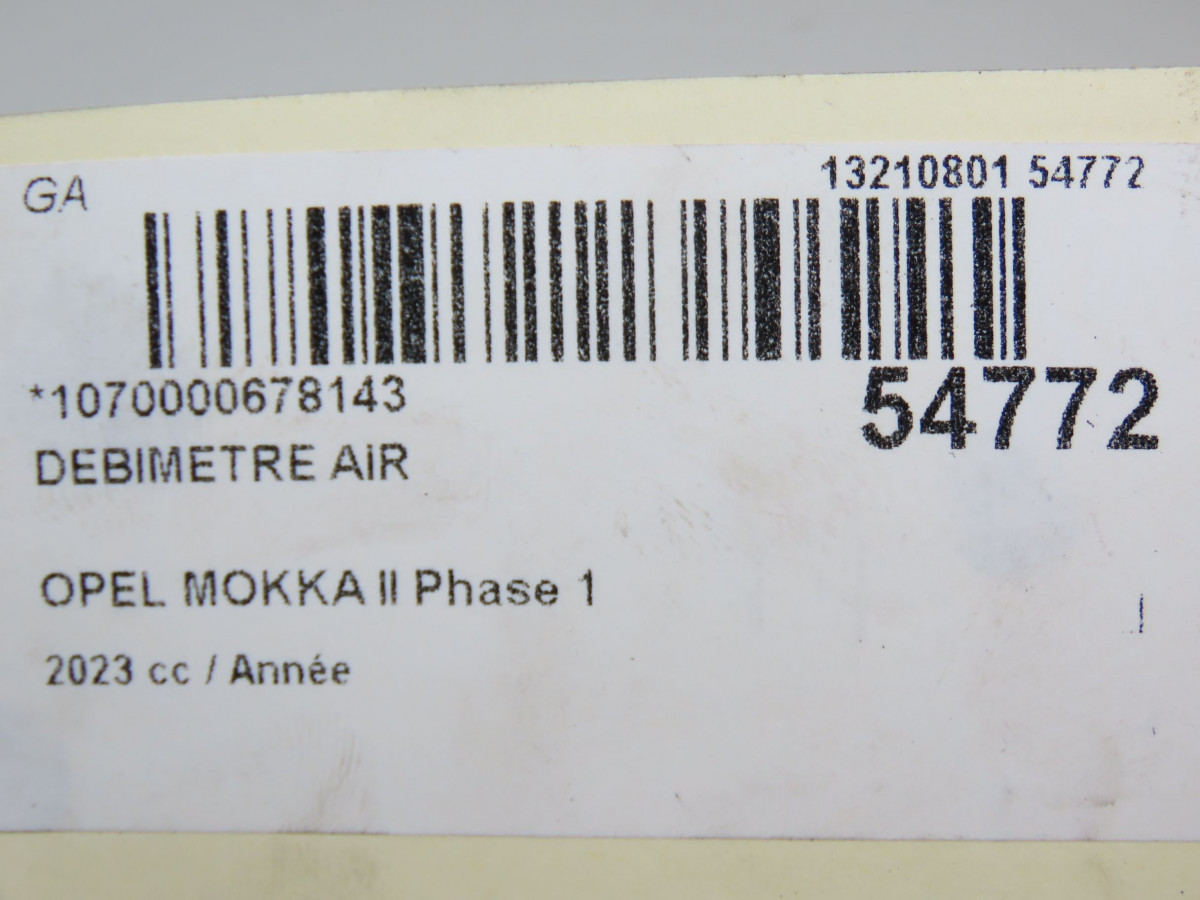 GA
13210801 54772
*1070000678143
54772
DEBIMETRE AIR
OPEL MOKKA II Phase 1
2023 cc / Année